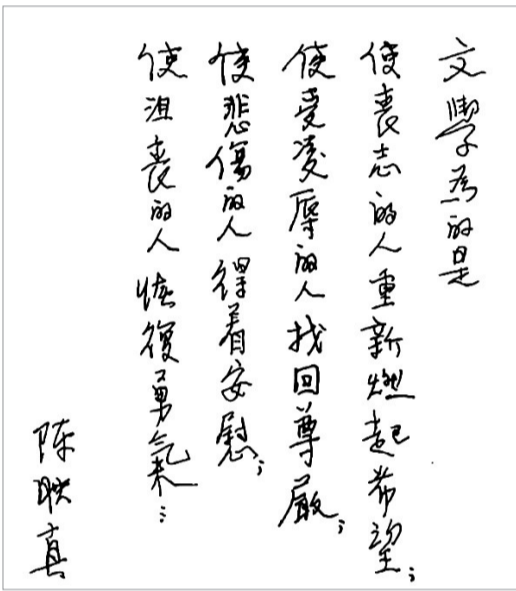 文學為的是
使喪志的人重新燃起希望；
使受凌辱的人找回尊嚴；
使悲傷的人得着安慰；
使沮喪的人恢復勇氣來…
陈映真